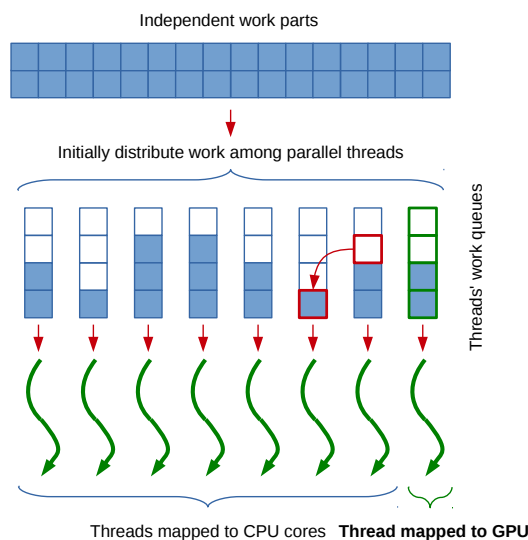 Independent work parts
Initially distribute work among parallel threads
Threads' work queues
Threads mapped to CPU cores
Thread mapped to GPU